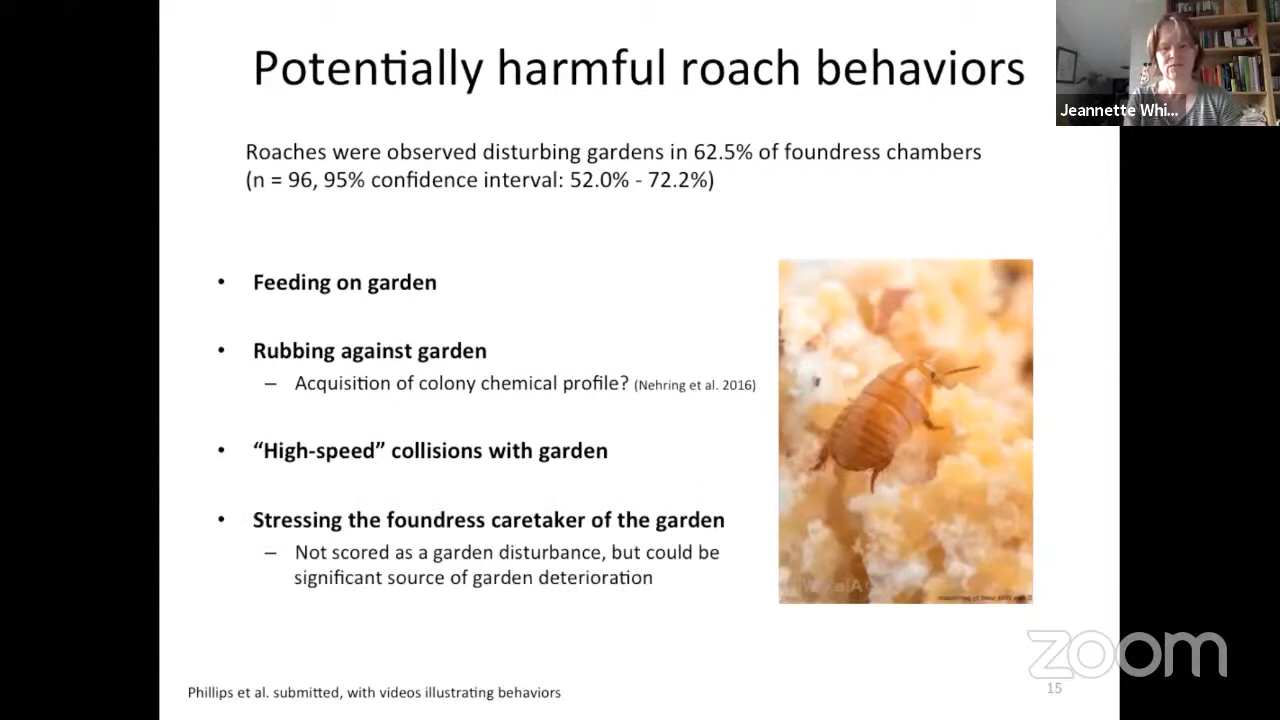 Potentially harmful roach behaviors
Jeannette Whi...
Roaches were observed disturbing gardens in 62.5% of foundress chambers
(n = 96, 95% confidence interval: 52.0% - 72.2%)
• Feeding on garden
• Rubbing against garden
– Acquisition of colony chemical profile? (Nehring et al. 2016)
• “High-speed” collisions with garden
• Stressing the foundress caretaker of the garden
– Not scored as a garden disturbance, but could be
significant source of garden deterioration
zoom
Phillips et al. submitted, with videos illustrating behaviors
15